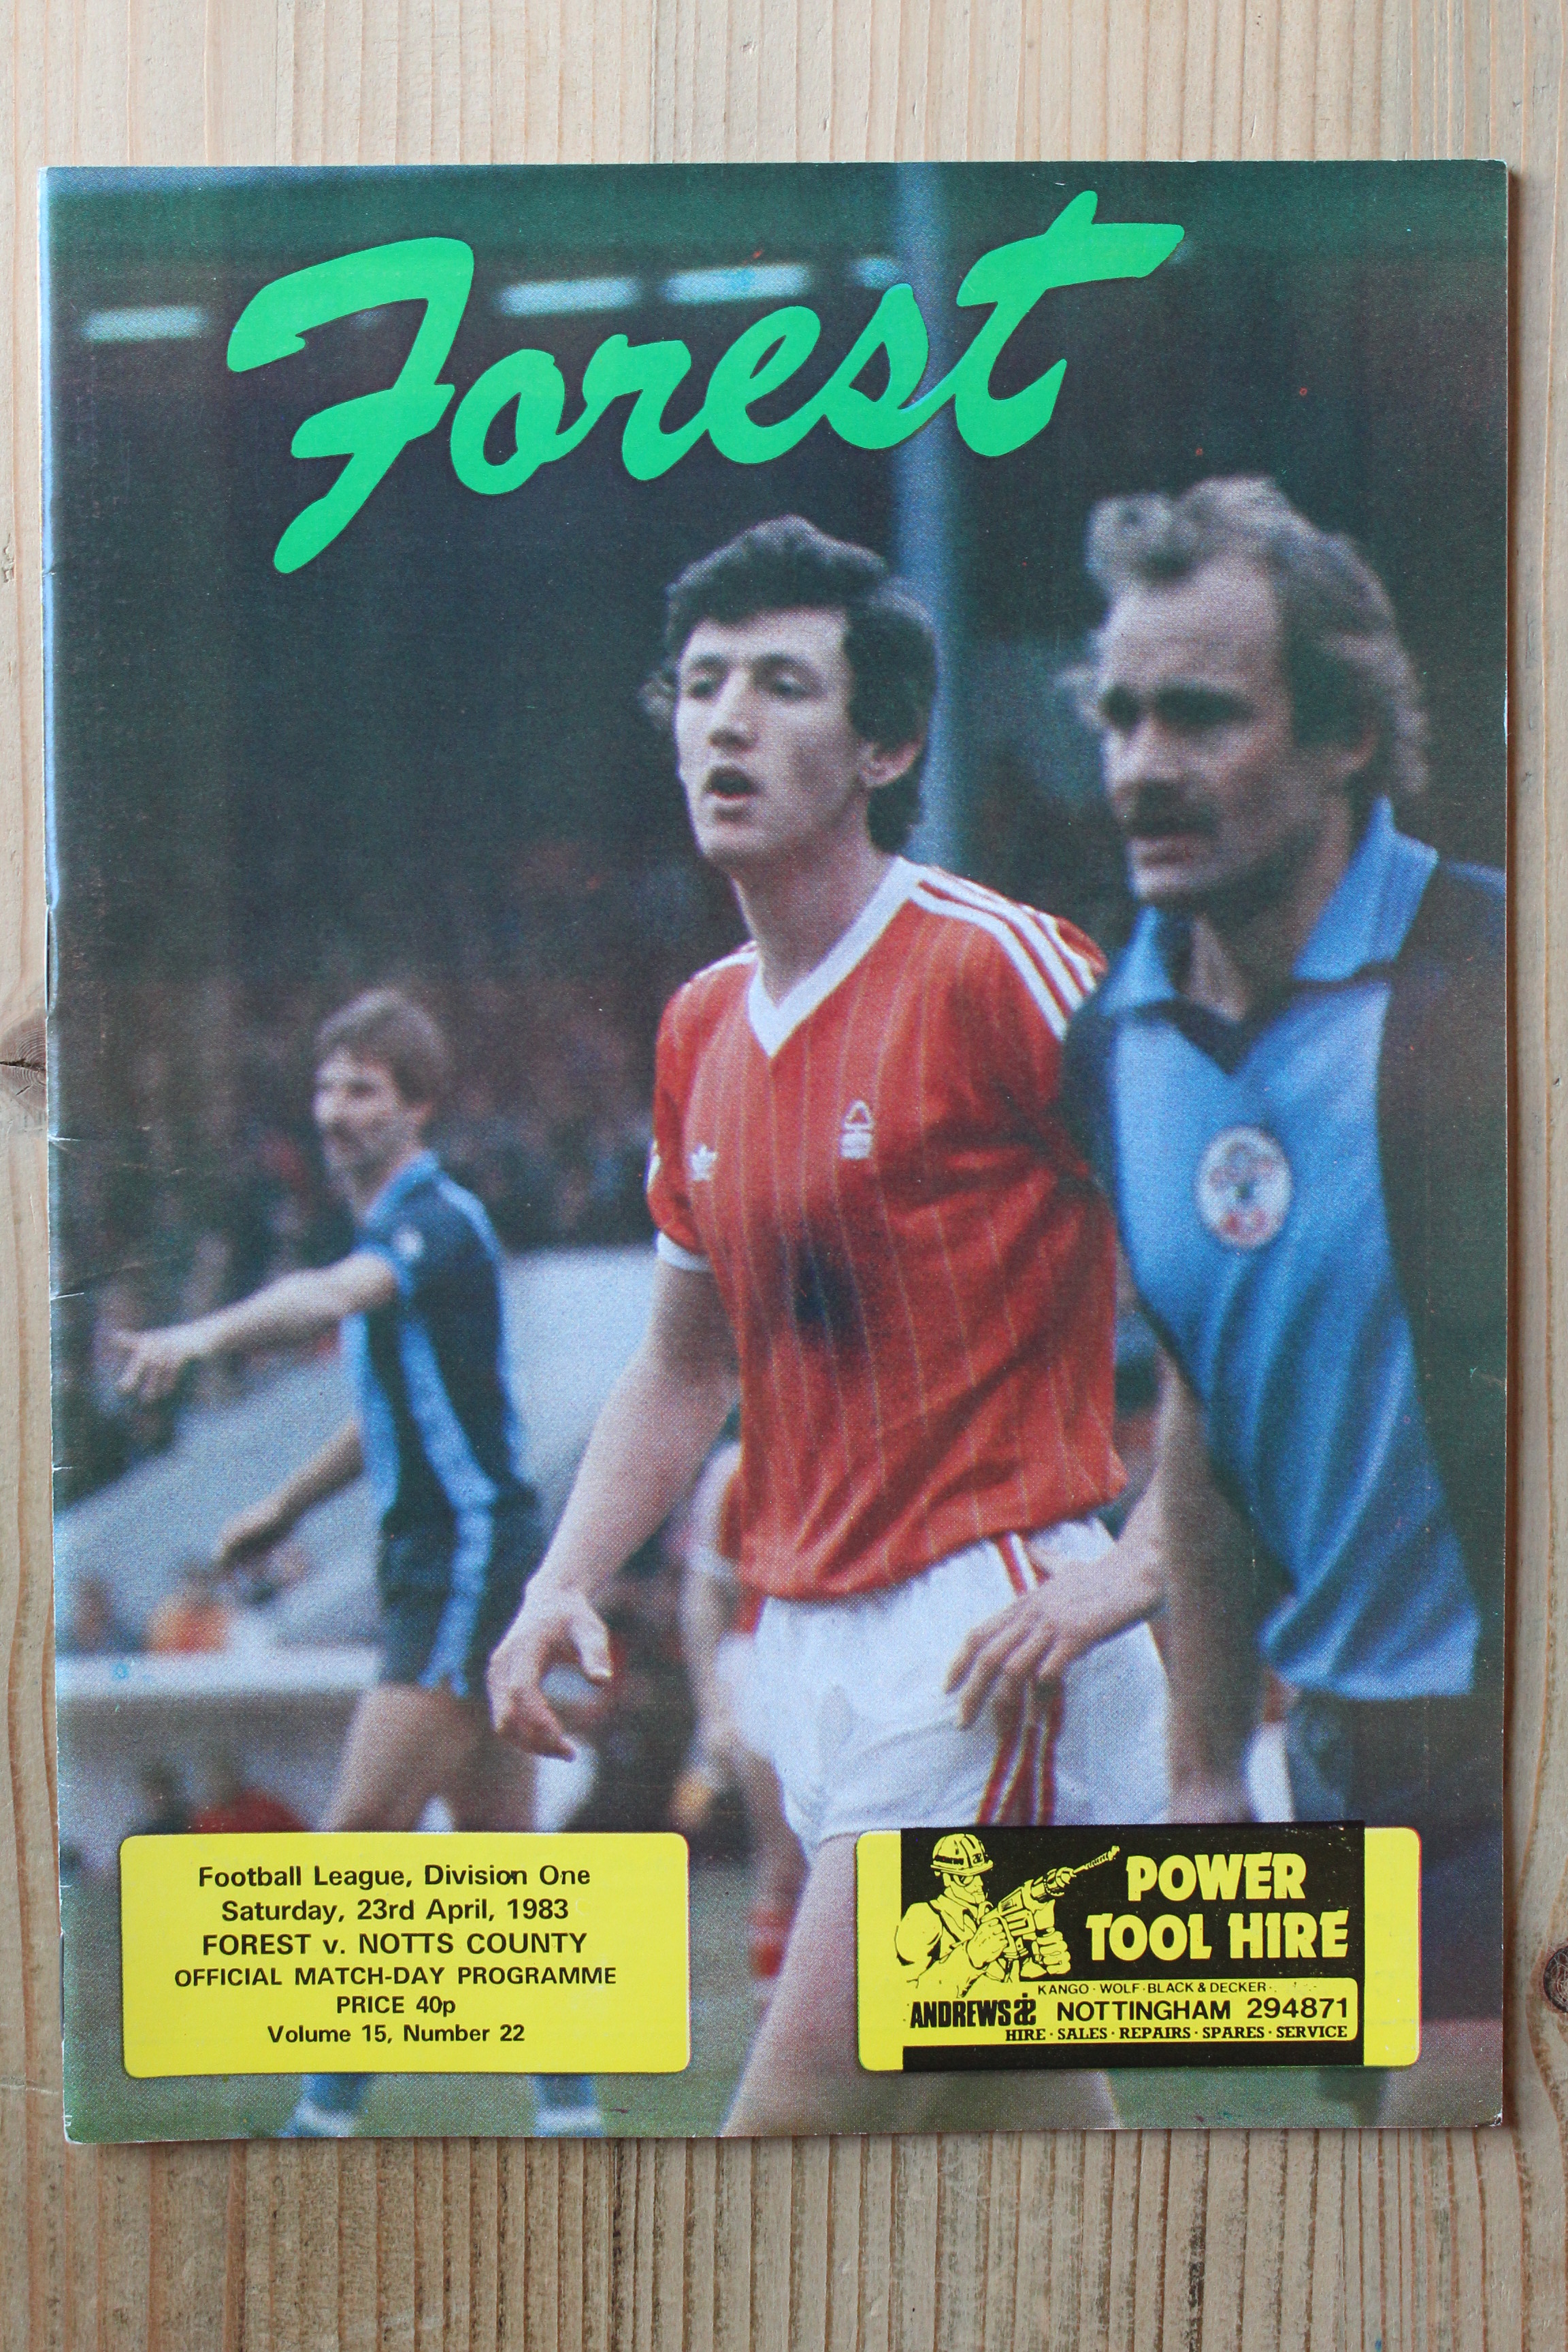 Forest
Football League, Division One
Saturday, 23rd April, 1983
FOREST v. NOTTS COUNTY
OFFICIAL MATCH-DAY PROGRAMME
PRICE 40p
Volume 15, Number 22
POWER
TOOL HIRE
KANGO · WOLF · BLACK & DECKER
ANDREWS NOTTINGHAM 294871
HIRE · SALES · REPAIRS · SPARES · SERVICE